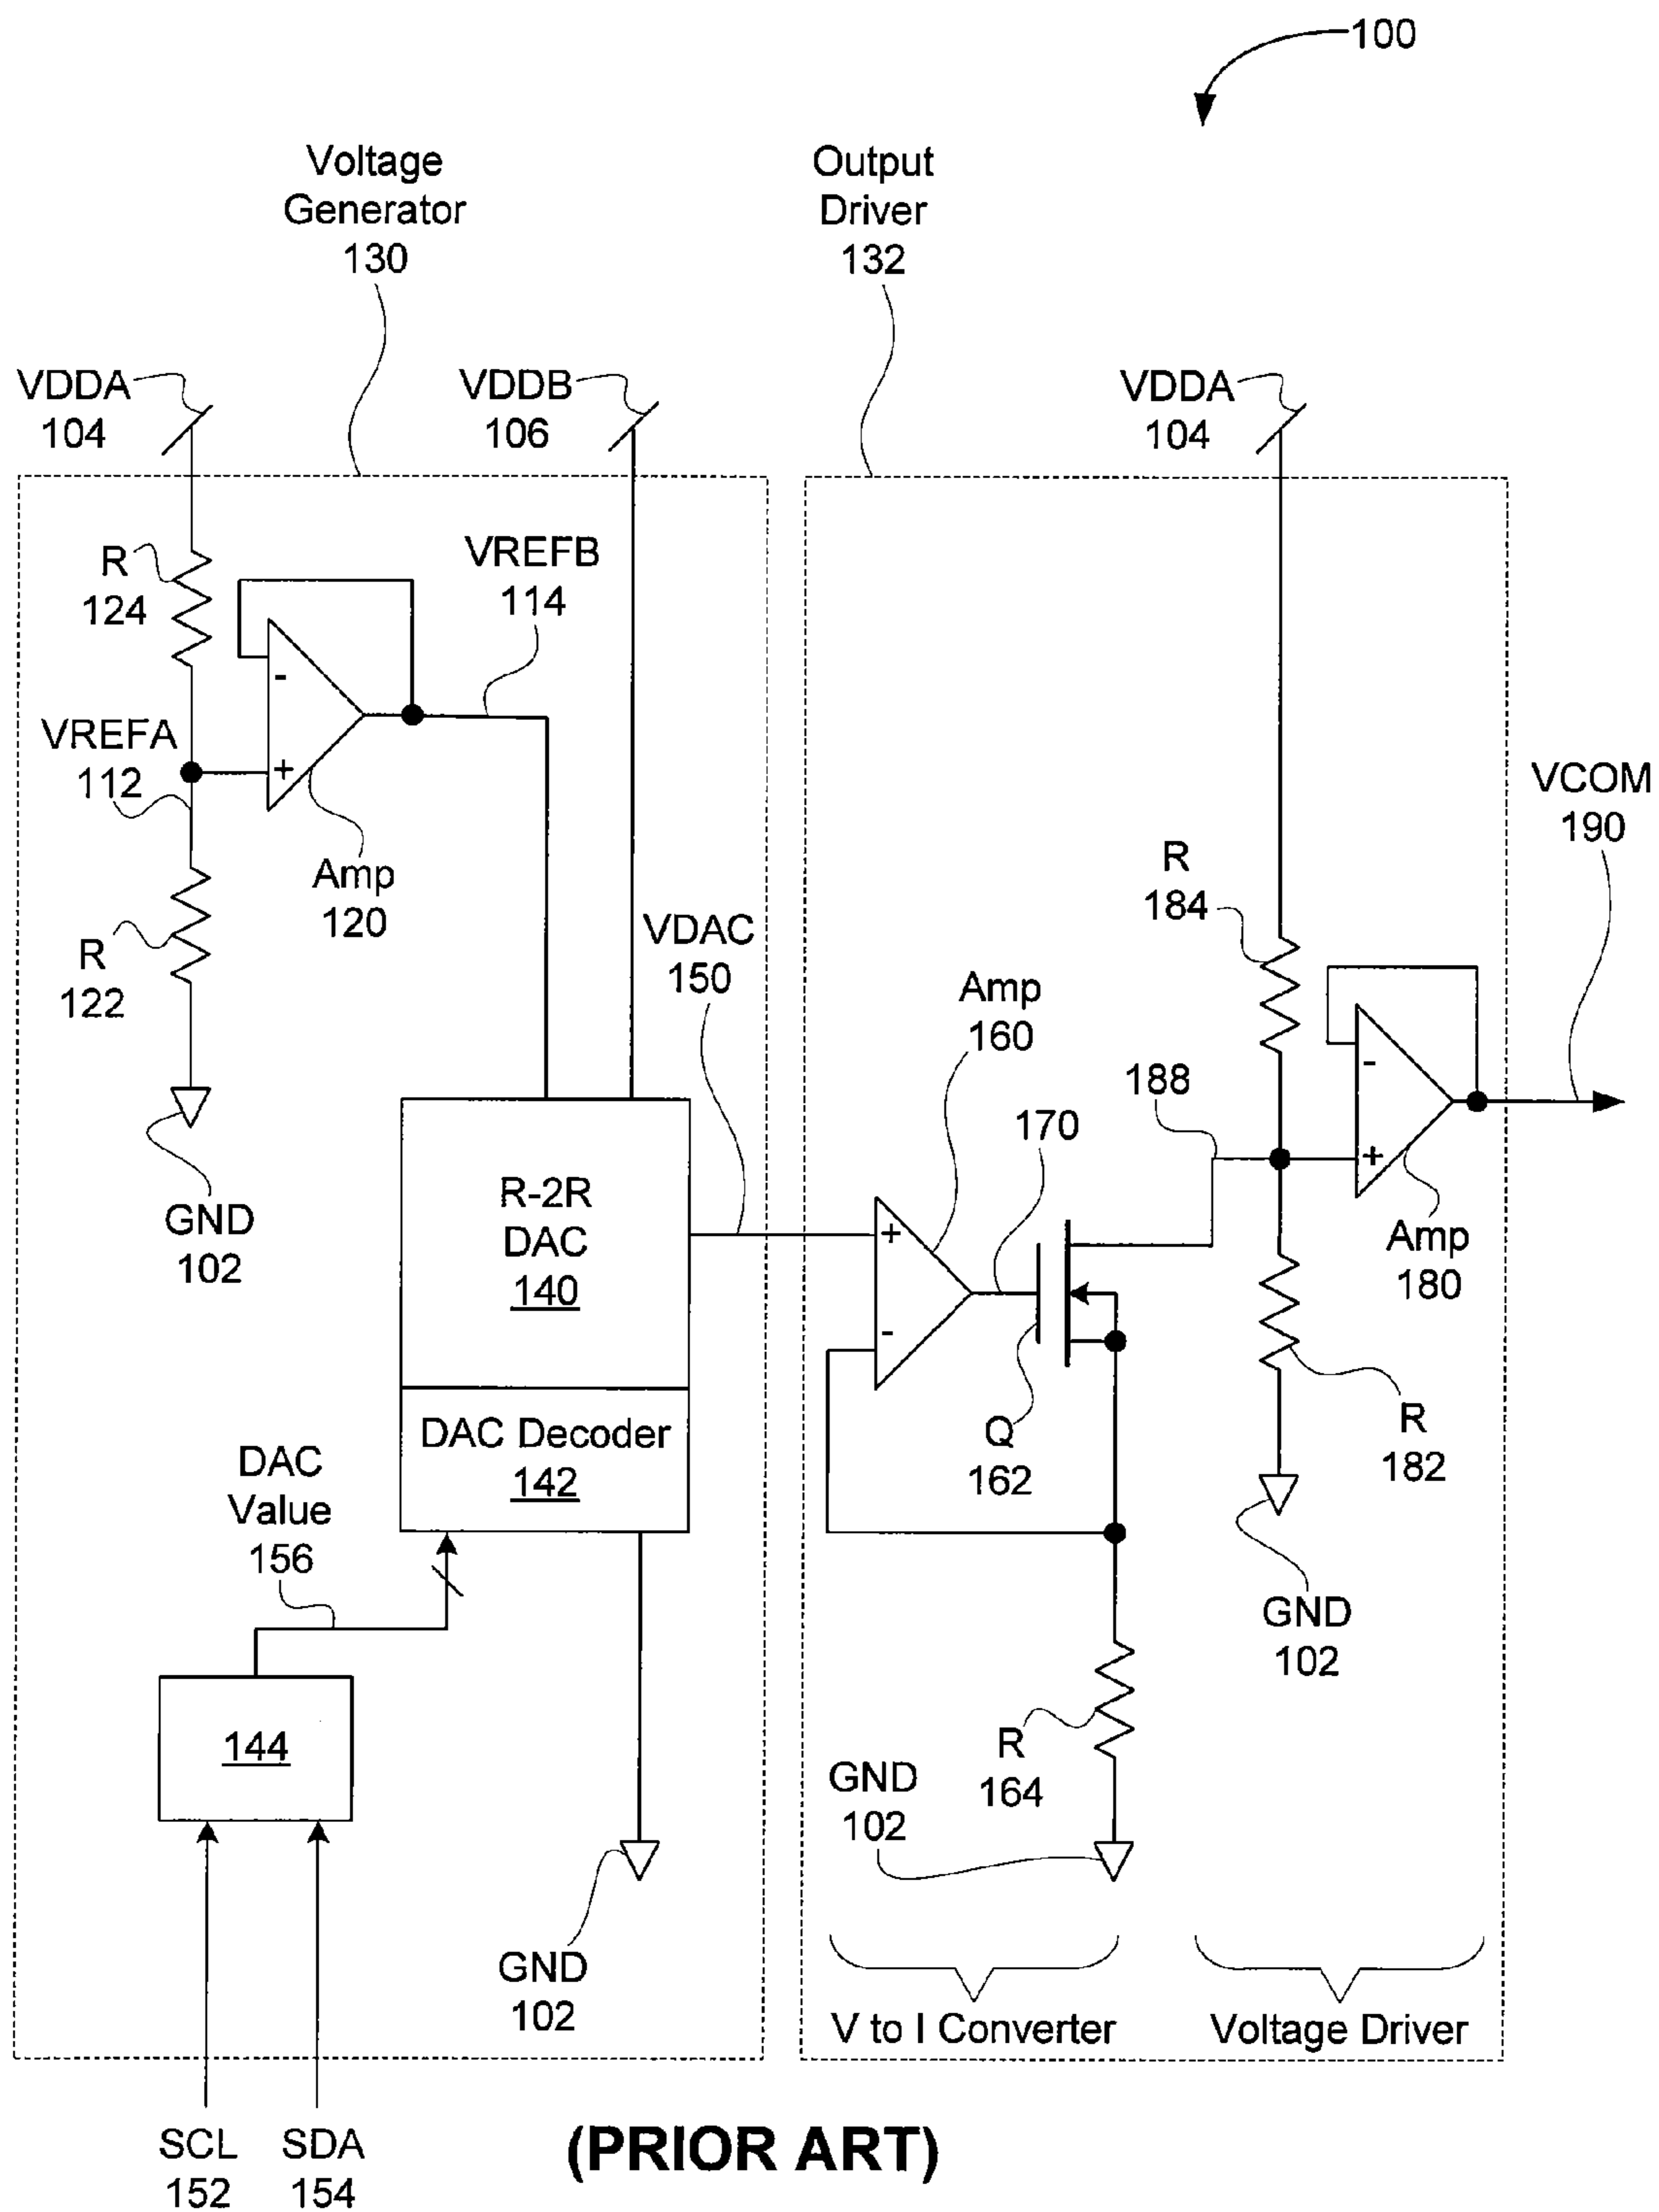 100
Voltage
Generator
130
Output
Driver
132
VDDA
104
VDDB
106
VDDA
104
R
124
VREFB
114
-
+
VREFA
112
Amp
120
R
122
GND
102
VDAC
150
R-2R
DAC
140
DAC Decoder
142
DAC
Value
156
144
GND
102
SCL
152
SDA
154
Amp
160
+
-
170
Q
162
188
R
184
-
+
Amp
180
VCOM
190
R
182
GND
102
R
164
GND
102
V to I Converter
Voltage Driver
(PRIOR ART)